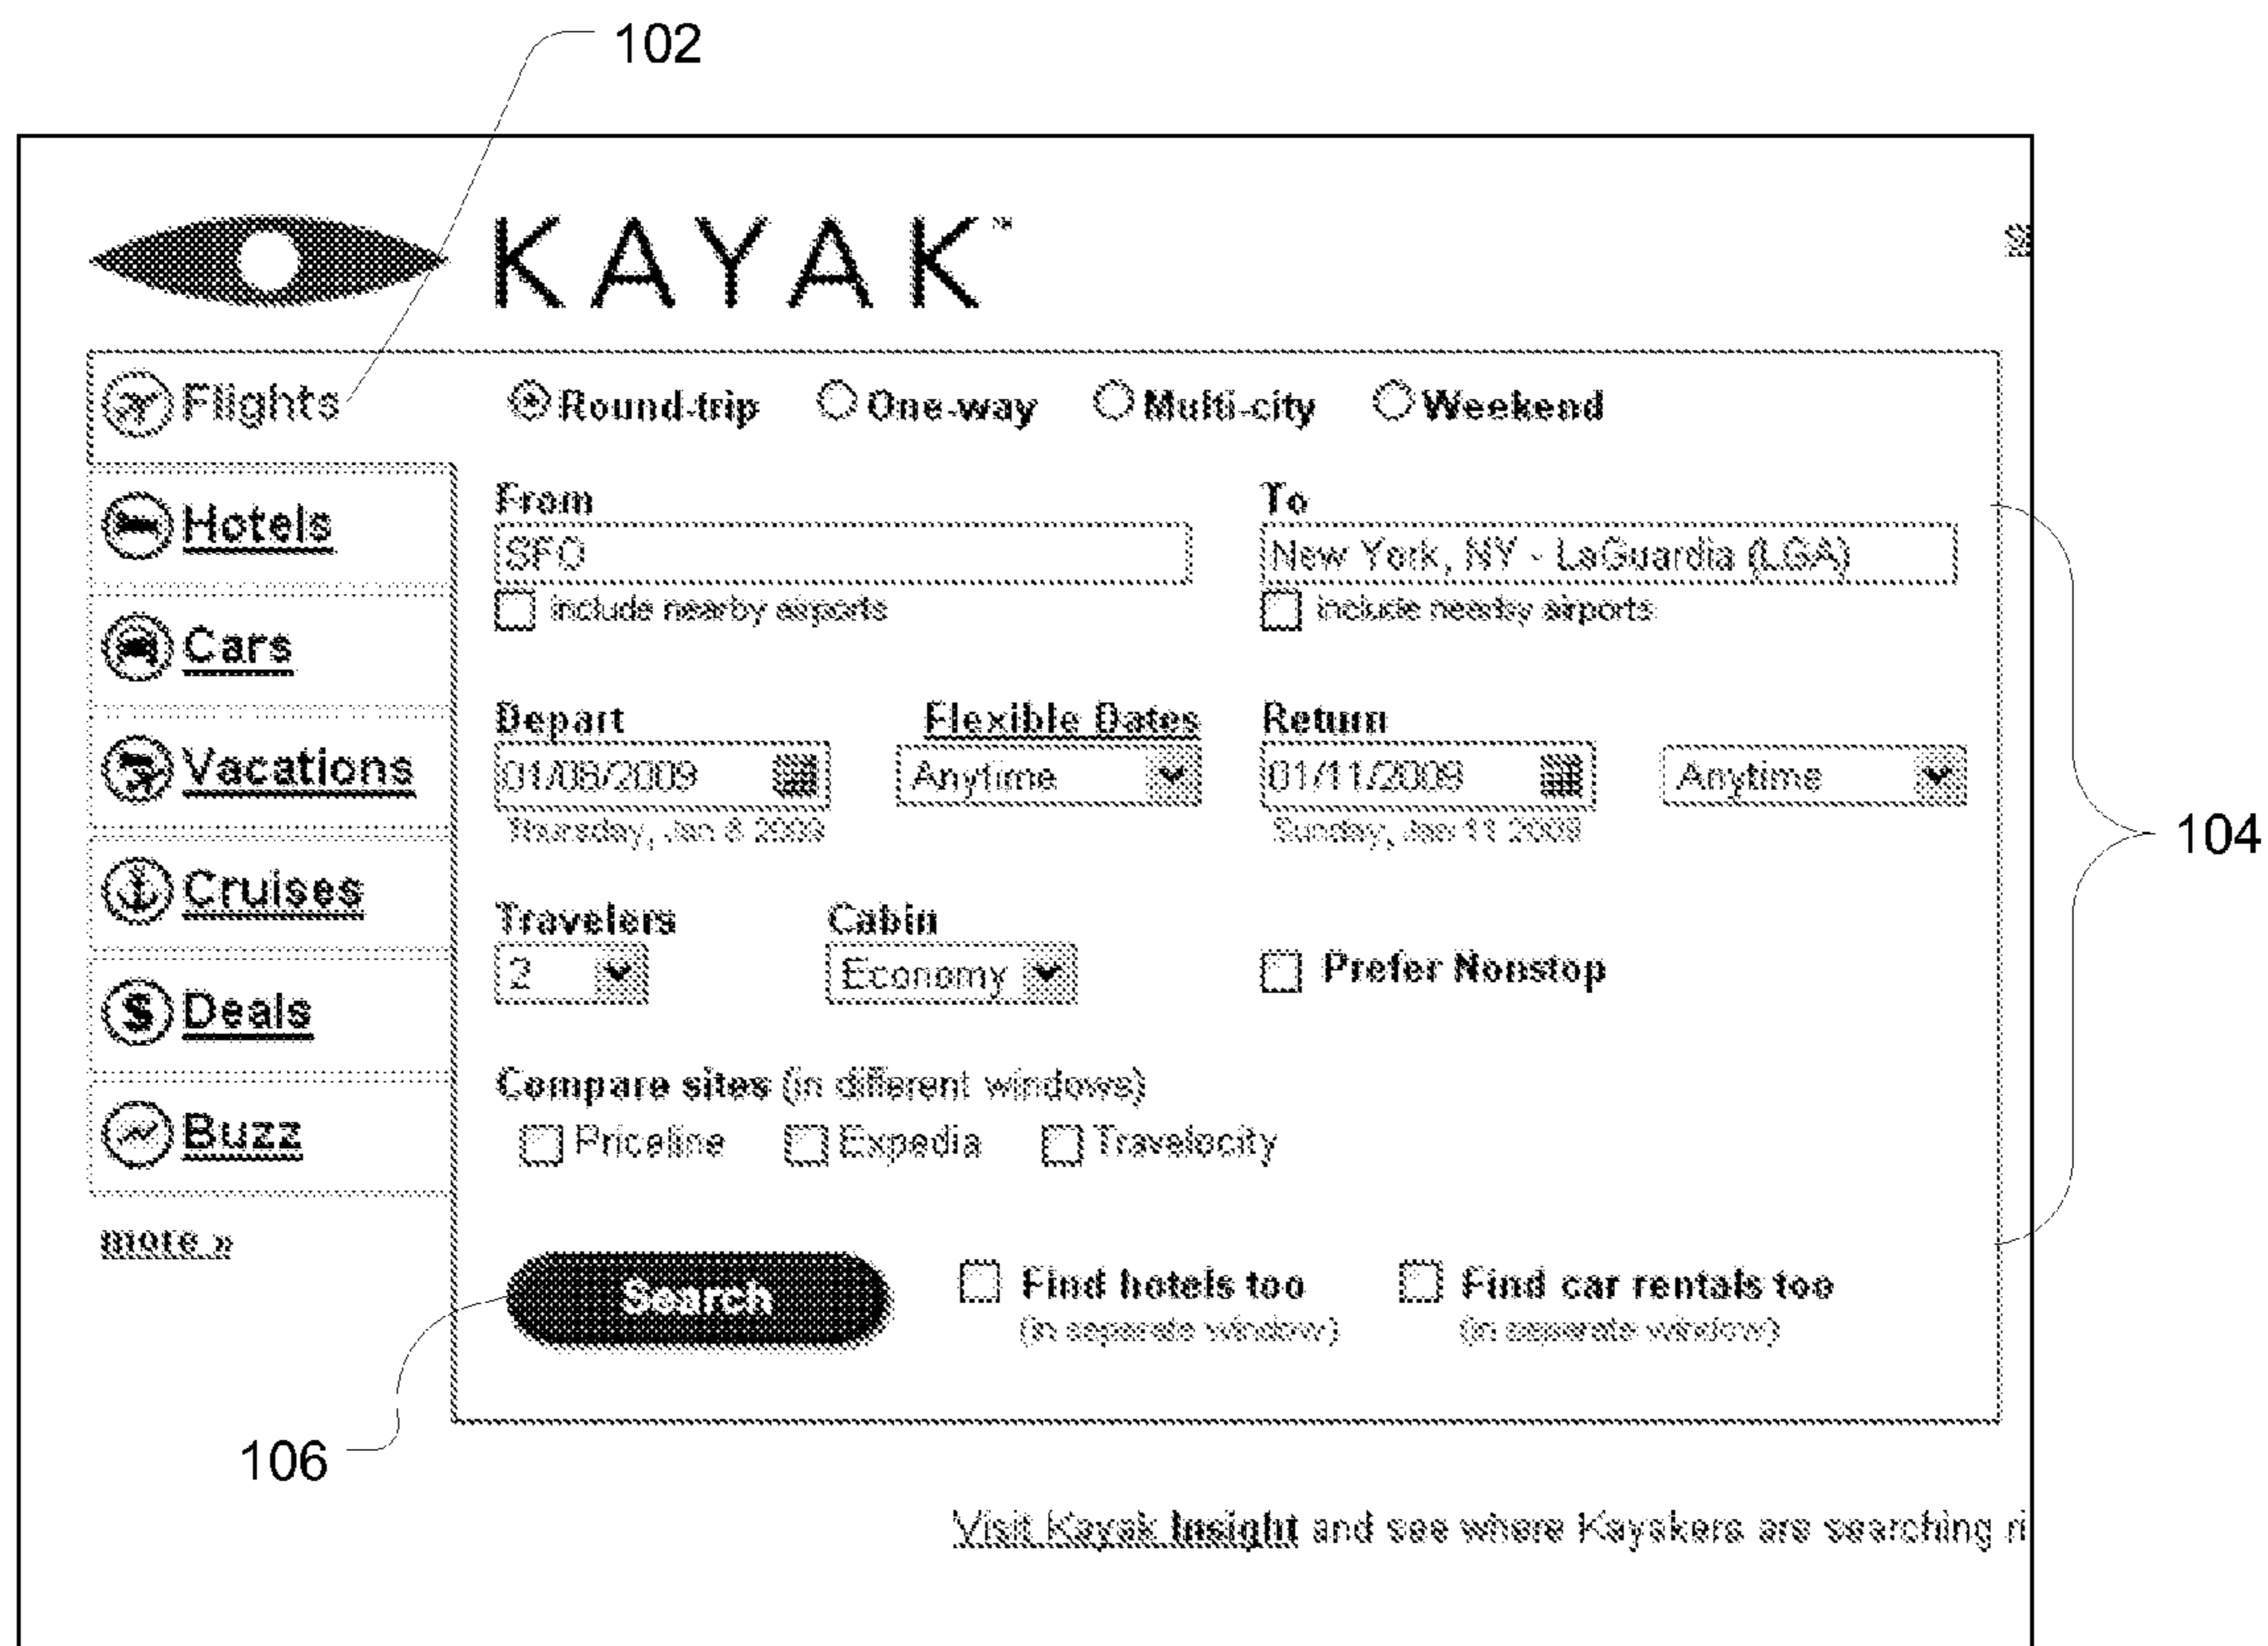 102
KAYAK™
Flights
Round-trip One-way Multi-city Weekend
Hotels
From To
SFO New York, NY - LaGuardia (LGA)
include nearby airports include nearby airports
Cars
Depart Flexible Dates Return
Vacations
01/08/2009 Anytime 01/11/2009 Anytime
Thursday, Jan 8 2009 Sunday, Jan 11 2009
104
Cruises
Travelers Cabin
2 Economy Prefer Nonstop
Deals
Compare sites (in different windows)
Buzz
Priceline Expedia Travelocity
more »
Search Find hotels too Find car rentals too
(in separate window) (in separate window)
106
Visit Kayak Insight and see where Kayakers are searching ri